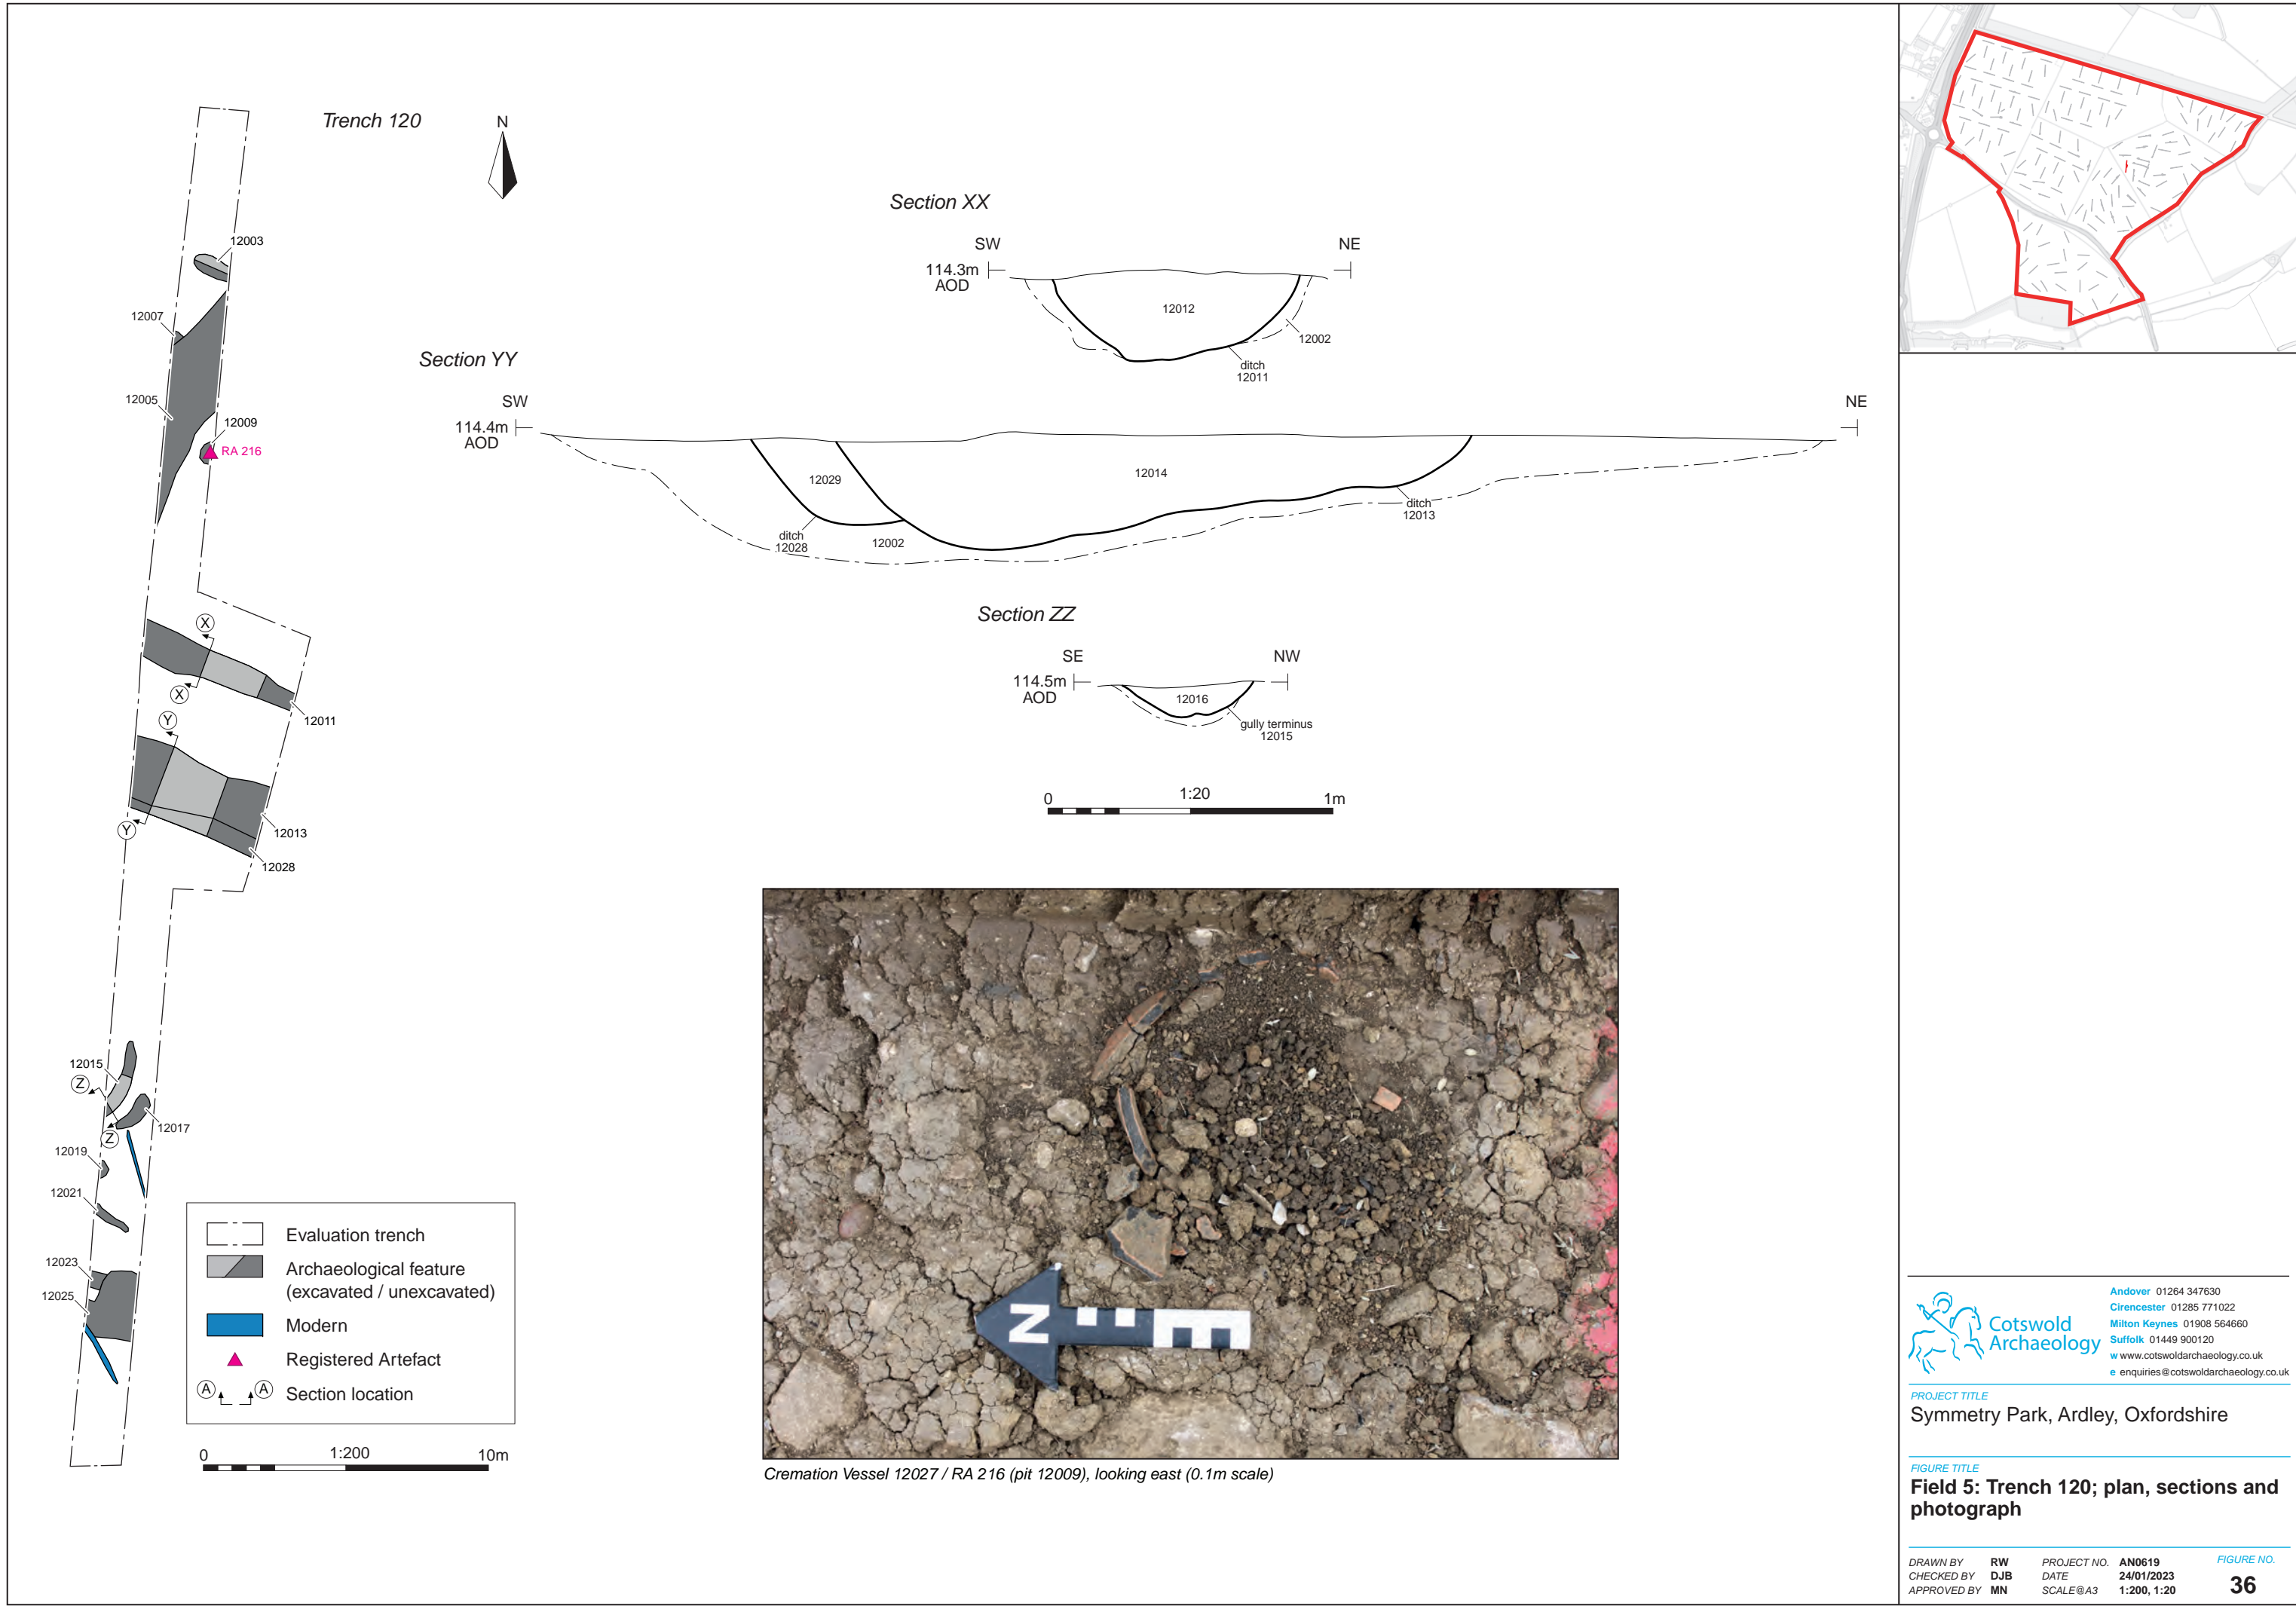 Trench 120
N
12003
12007
12005
12009
RA 216
X
X
12011
Y
Y
12013
12028
12015
Z
Z
12017
12019
12021
12023
12025
Section XX
SW
NE
114.3m
AOD
12012
12002
ditch
12011
Section YY
SW
NE
114.4m
AOD
12029
12014
ditch
12028
12002
ditch
12013
Section ZZ
SE
NW
114.5m
AOD
12016
gully terminus
12015
0
1:20
1m
Evaluation trench
Archaeological feature
(excavated / unexcavated)
Modern
Registered Artefact
A A
Section location
0
1:200
10m
N
Cremation Vessel 12027 / RA 216 (pit 12009), looking east (0.1m scale)
Cotswold
Archaeology
Andover 01264 347630
Cirencester 01285 771022
Milton Keynes 01908 564660
Suffolk 01449 900120
w www.cotswoldarchaeology.co.uk
e enquiries@cotswoldarchaeology.co.uk
PROJECT TITLE
Symmetry Park, Ardley, Oxfordshire
FIGURE TITLE
Field 5: Trench 120; plan, sections and
photograph
DRAWN BY RW PROJECT NO. AN0619 FIGURE NO.
CHECKED BY DJB DATE 24/01/2023
APPROVED BY MN SCALE@A3 1:200, 1:20 36